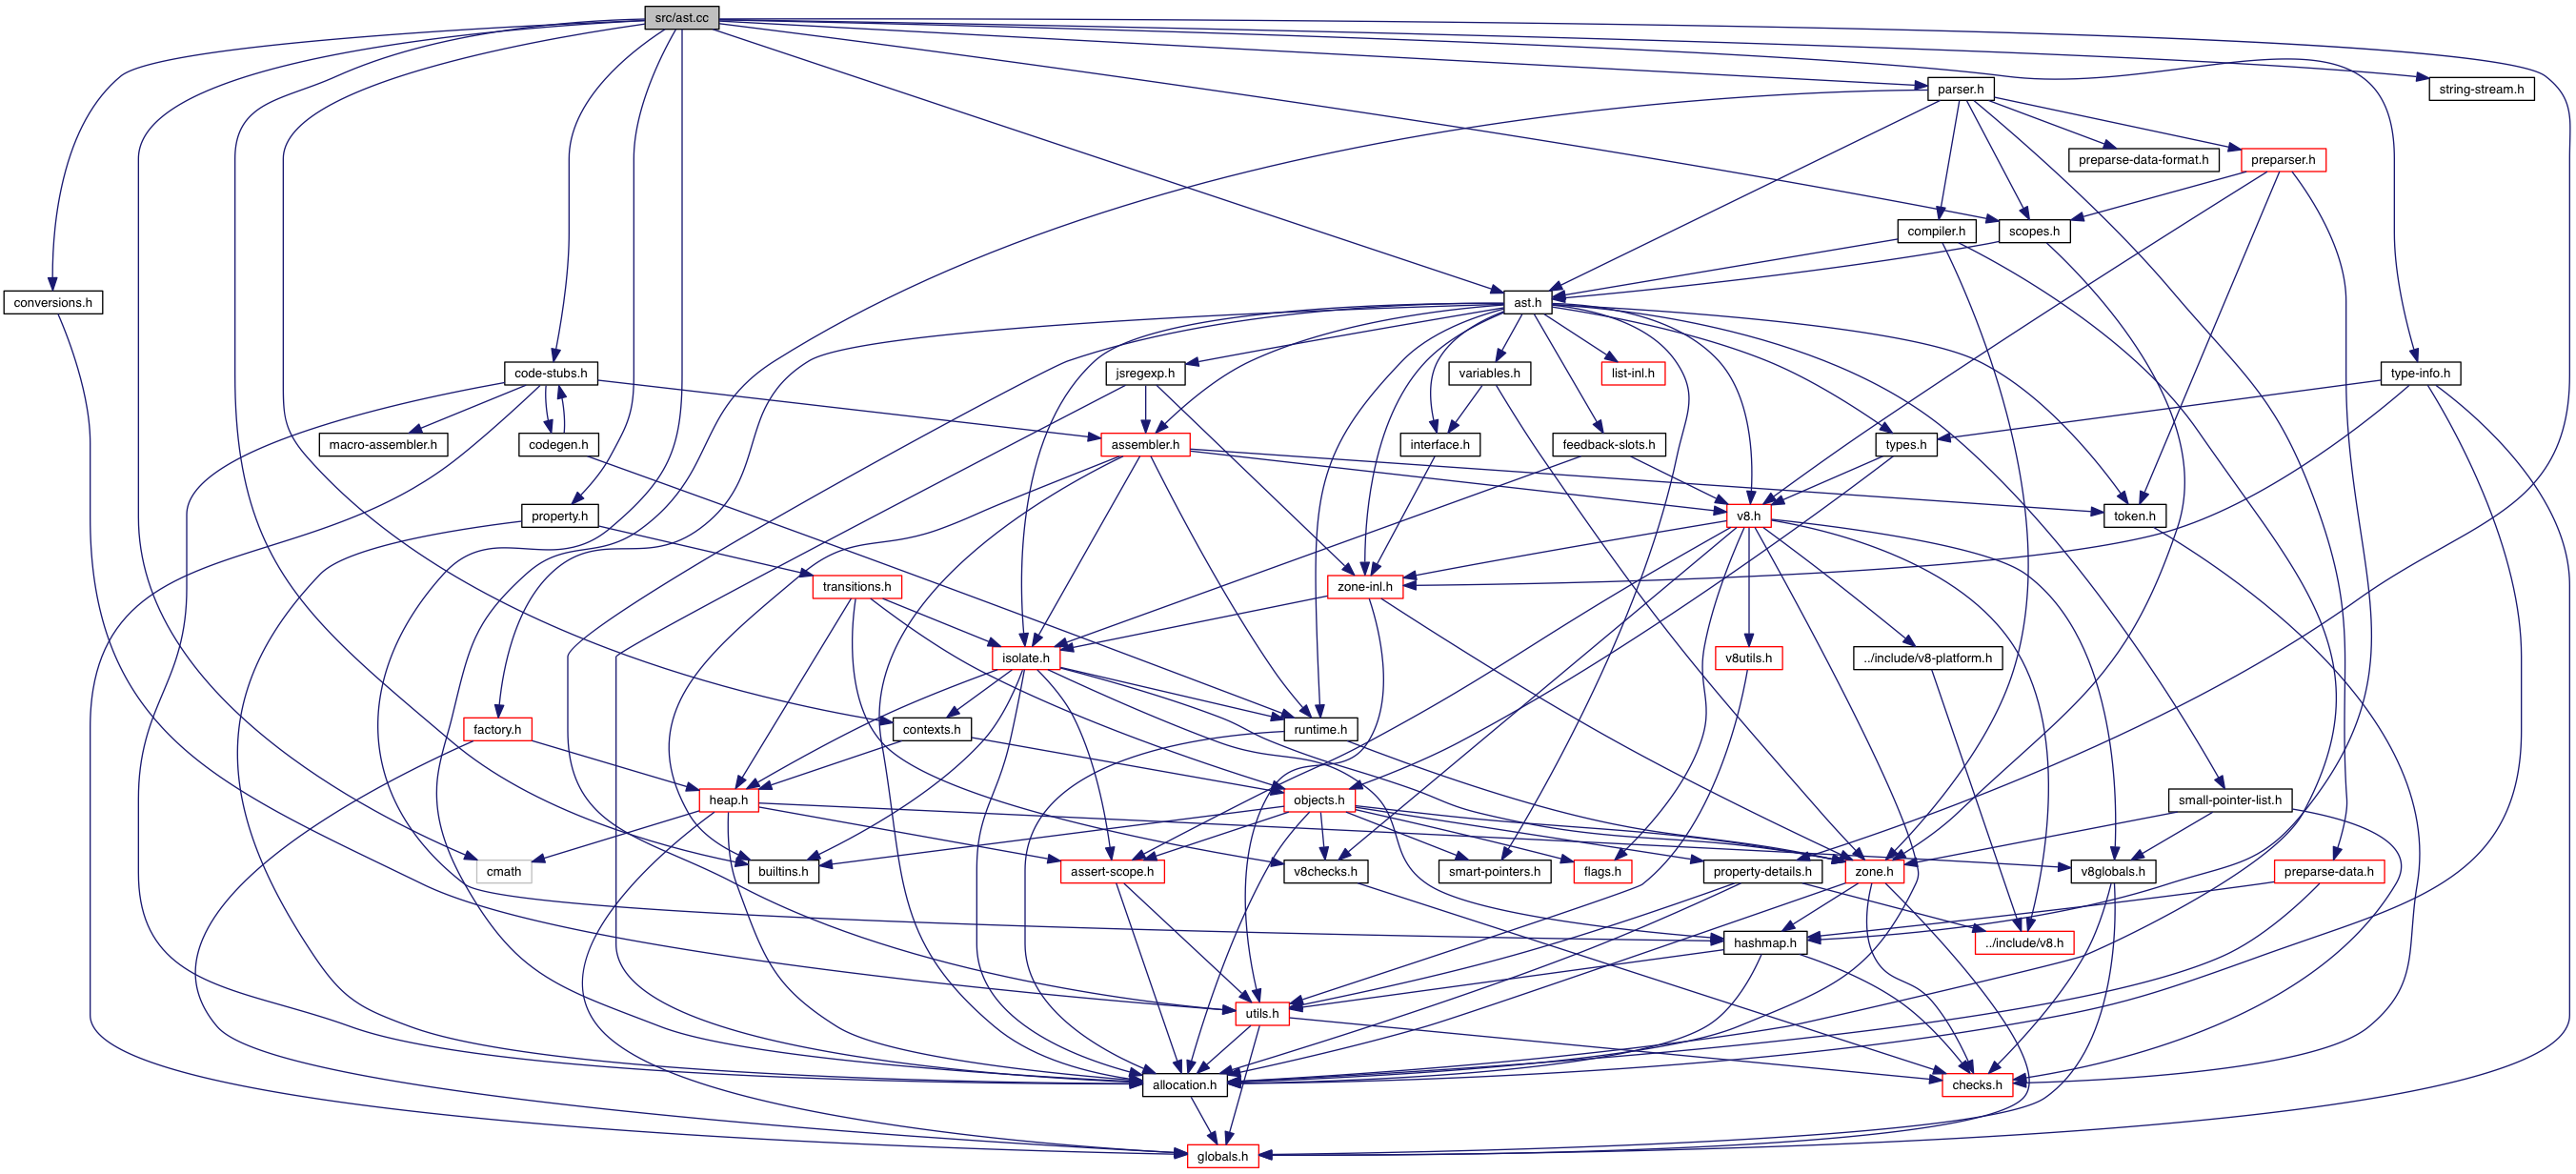 src/ast.cc
parser.h
string-stream.h
preparse-data-format.h
preparser.h
compiler.h
scopes.h
conversions.h
ast.h
code-stubs.h
jsregexp.h
variables.h
list-inl.h
type-info.h
macro-assembler.h
codegen.h
assembler.h
interface.h
feedback-slots.h
types.h
property.h
v8.h
token.h
transitions.h
zone-inl.h
isolate.h
v8utils.h
../include/v8-platform.h
factory.h
contexts.h
runtime.h
heap.h
objects.h
small-pointer-list.h
cmath
builtins.h
assert-scope.h
v8checks.h
smart-pointers.h
flags.h
property-details.h
zone.h
v8globals.h
preparse-data.h
hashmap.h
../include/v8.h
utils.h
allocation.h
checks.h
globals.h